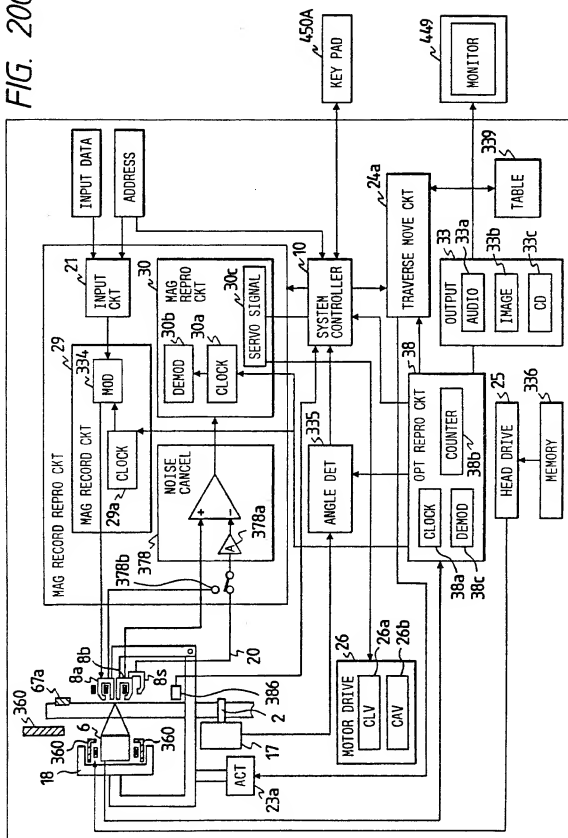 FIG. 200
INPUT DATA
ADDRESS
KEY PAD
450A
MONITOR
449
MAG RECORD REPRO CKT
INPUT CKT
21
MAG RECORD CKT
29
MOD
334
CLOCK
29a
MAG REPRO CKT
30
30c
DEMOD
30b
CLOCK
30a
SERVO SIGNAL
SYSTEM CONTROLLER
10
TRAVERSE MOVE CKT
24a
TABLE
339
NOISE CANCEL
378
378a
A
+
−
378b
ANGLE DET
335
OPT REPRO CKT
38
CLOCK
38a
COUNTER
38b
DEMOD
38c
OUTPUT
33
AUDIO
33a
IMAGE
33b
CD
33c
HEAD DRIVE
25
MEMORY
336
MOTOR DRIVE
26
CLV
26a
CAV
26b
ACT
23a
360
67a
8a
8b
8s
20
386
6
360
360
18
2
17